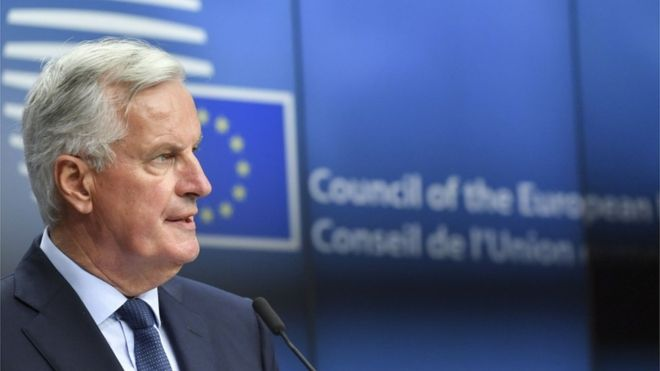 Council of the European
Conseil de l'Union